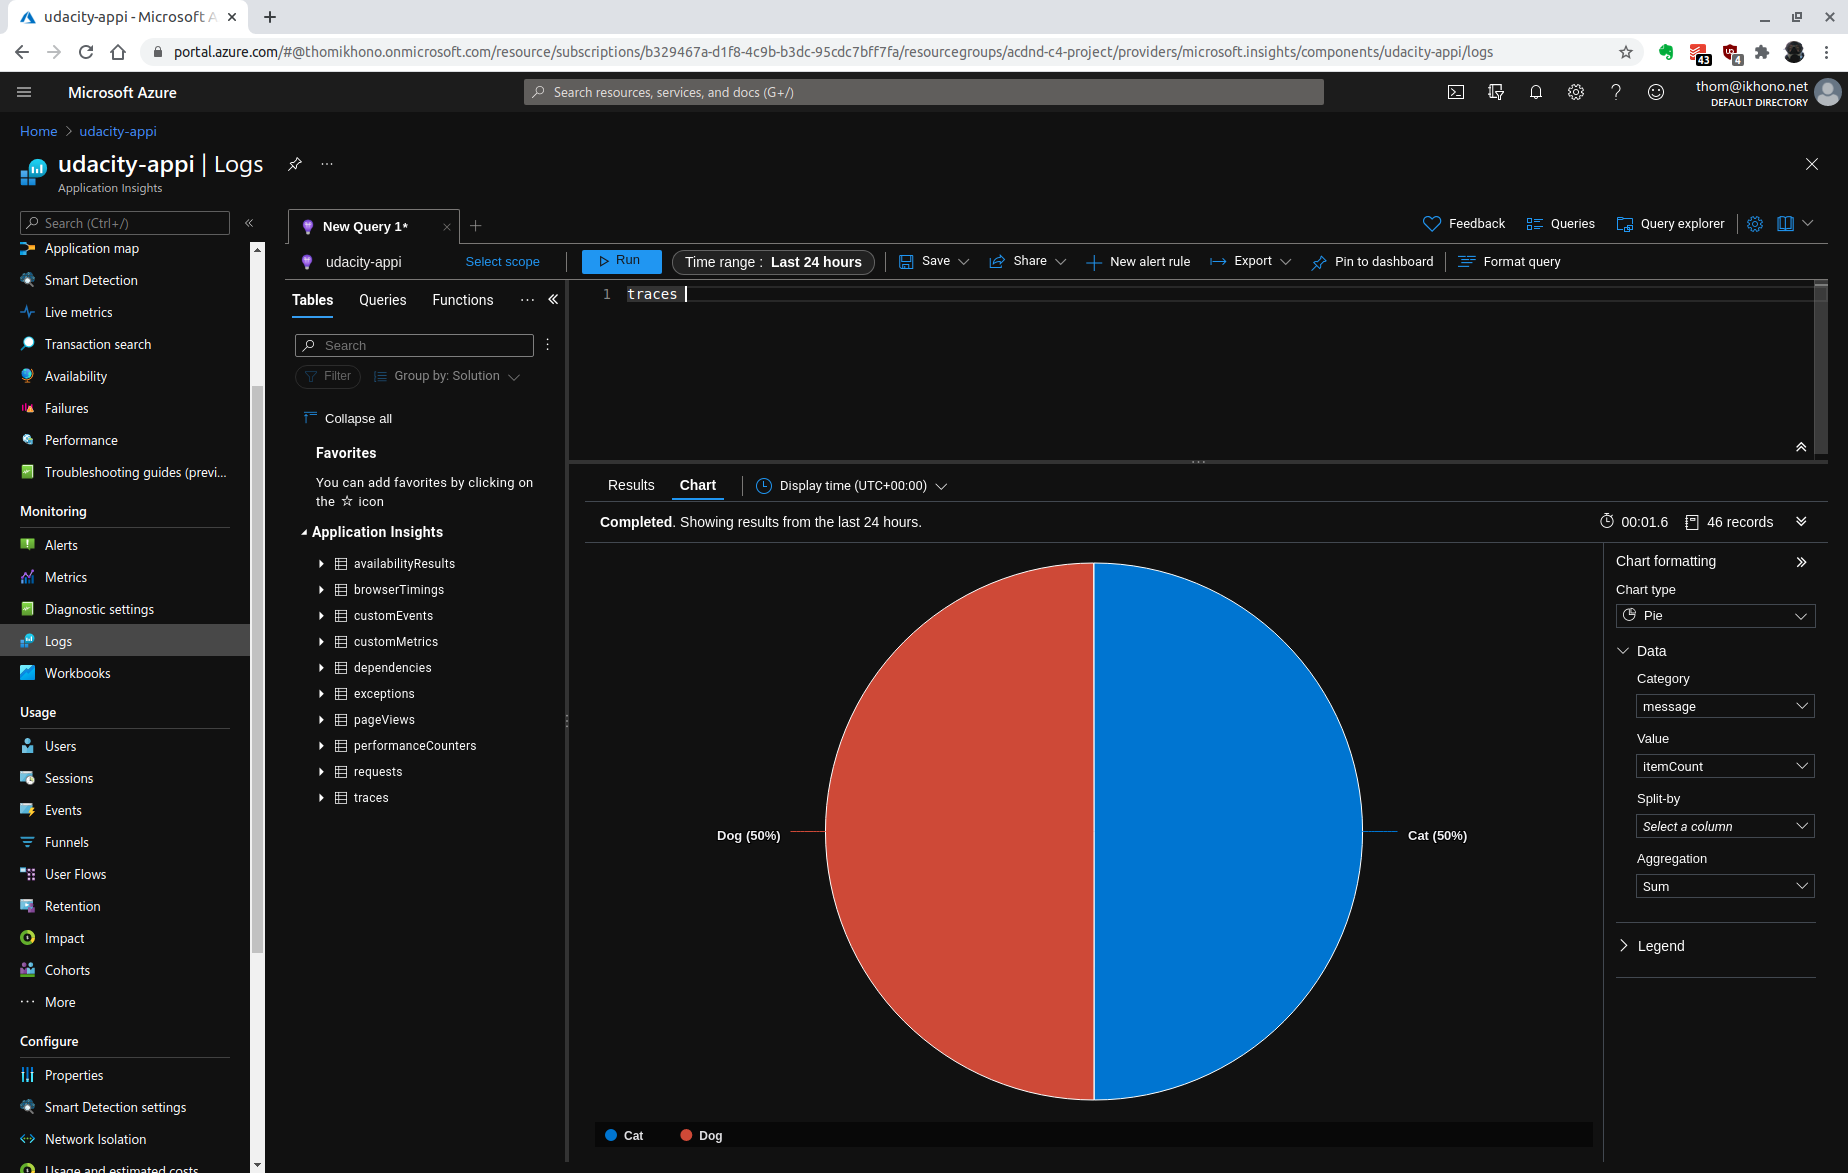 udacity-appi - Microsoft A
portal.azure.com/#@thomikhono.onmicrosoft.com/resource/subscriptions/b329467a-d1f8-4c9b-b3dc-95cdc7bff7fa/resourcegroups/acdnd-c4-project/providers/microsoft.insights/components/udacity-appi/logs
43
4
Microsoft Azure
Search resources, services, and docs (G+/)
thom@ikhono.net
DEFAULT DIRECTORY
Home > udacity-appi
udacity-appi | Logs
Application Insights
Search (Ctrl+/)
Application map
Smart Detection
Live metrics
Transaction search
Availability
Failures
Performance
Troubleshooting guides (previ...
Monitoring
Alerts
Metrics
Diagnostic settings
Logs
Workbooks
Usage
Users
Sessions
Events
Funnels
User Flows
Retention
Impact
Cohorts
More
Configure
Properties
Smart Detection settings
Network Isolation
Usage and estimated costs
New Query 1*
Feedback
Queries
Query explorer
udacity-appi
Select scope
Run
Time range : Last 24 hours
Save
Share
New alert rule
Export
Pin to dashboard
Format query
Tables
Queries
Functions
Search
Filter
Group by: Solution
Collapse all
Favorites
You can add favorites by clicking on
the ☆ icon
Application Insights
availabilityResults
browserTimings
customEvents
customMetrics
dependencies
exceptions
pageViews
performanceCounters
requests
traces
1 traces
Results
Chart
Display time (UTC+00:00)
Completed. Showing results from the last 24 hours.
00:01.6
46 records
Dog (50%)
Cat (50%)
Cat
Dog
Chart formatting
Chart type
Pie
Data
Category
message
Value
itemCount
Split-by
Select a column
Aggregation
Sum
Legend